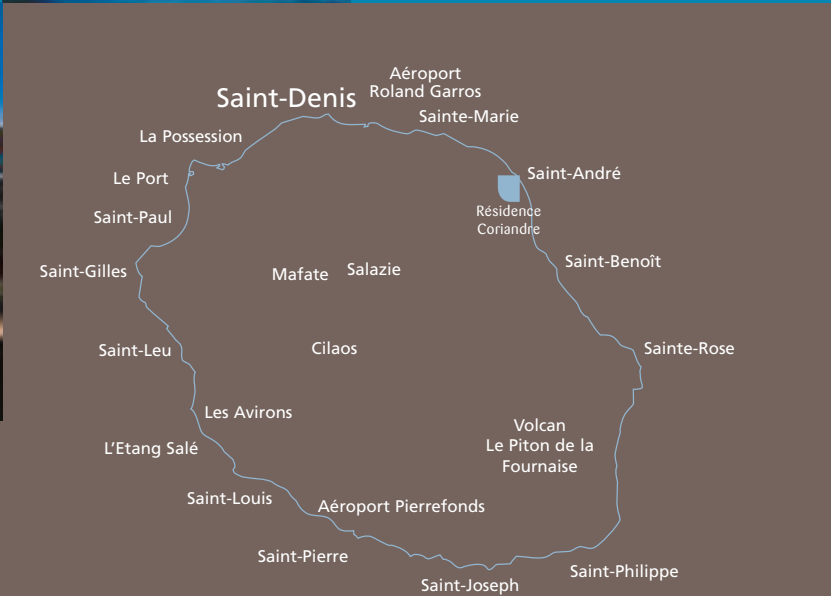 Aéroport
Roland Garros
Saint-Denis
Sainte-Marie
La Possession
Le Port
Saint-André
Saint-Paul
Résidence
Coriandre
Saint-Gilles
Mafate
Salazie
Saint-Benoît
Saint-Leu
Cilaos
Sainte-Rose
Les Avirons
Volcan
Le Piton de la
Fournaise
L'Etang Salé
Saint-Louis
Aéroport Pierrefonds
Saint-Pierre
Saint-Joseph
Saint-Philippe